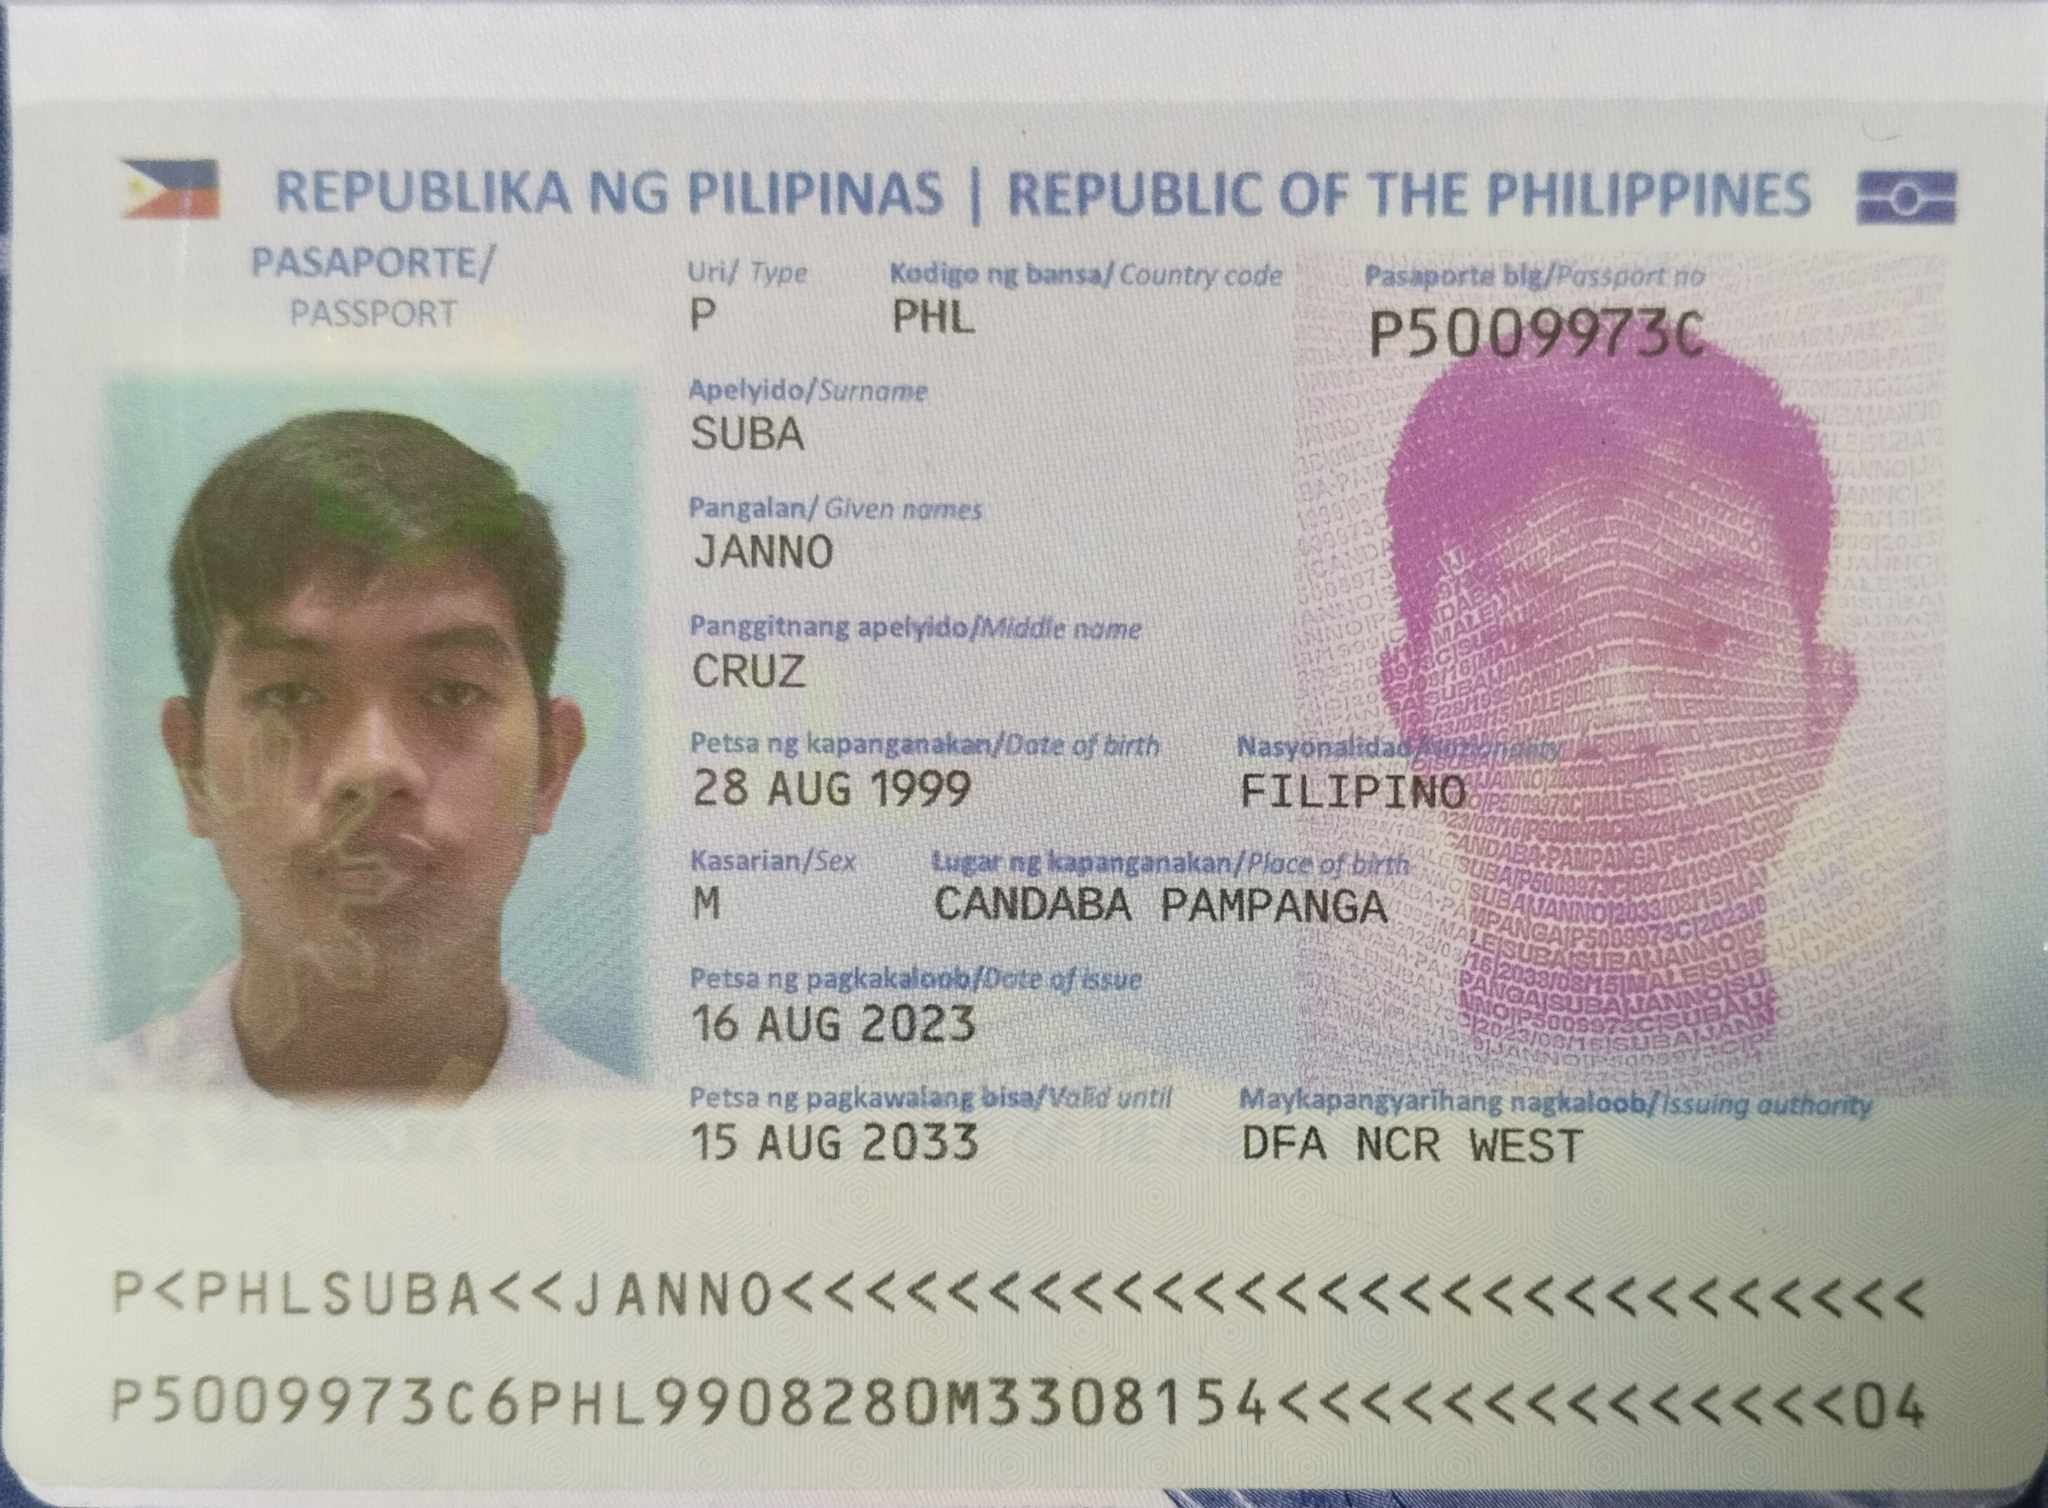 REPUBLIKA NG PILIPINAS | REPUBLIC OF THE PHILIPPINES
PASAPORTE/
PASSPORT
Uri/ Type
P
Kodigo ng bansa/ Country code
PHL
Pasaporte blg/Passport no
P5009973C
Apelyido/Surname
SUBA
Pangalan/ Given names
JANNO
Panggitnang apelyido/Middle name
CRUZ
Petsa ng kapanganakan/Date of birth
28 AUG 1999
Nasyonalidad/Nationality
FILIPINO
Kasarian/Sex
M
Lugar ng kapanganakan/Place of birth
CANDABA PAMPANGA
Petsa ng pagkakaloob/Date of issue
16 AUG 2023
Petsa ng pagkawalang bisa/Valid until
15 AUG 2033
Maykapangyarihang nagkaloob/Issuing authority
DFA NCR WEST
P<PHLSUBA<<JANNO<<<<<<<<<<<<<<<<<<<<<<<<<<<<
P5009973C6PHL9908280M3308154<<<<<<<<<<<<<<04